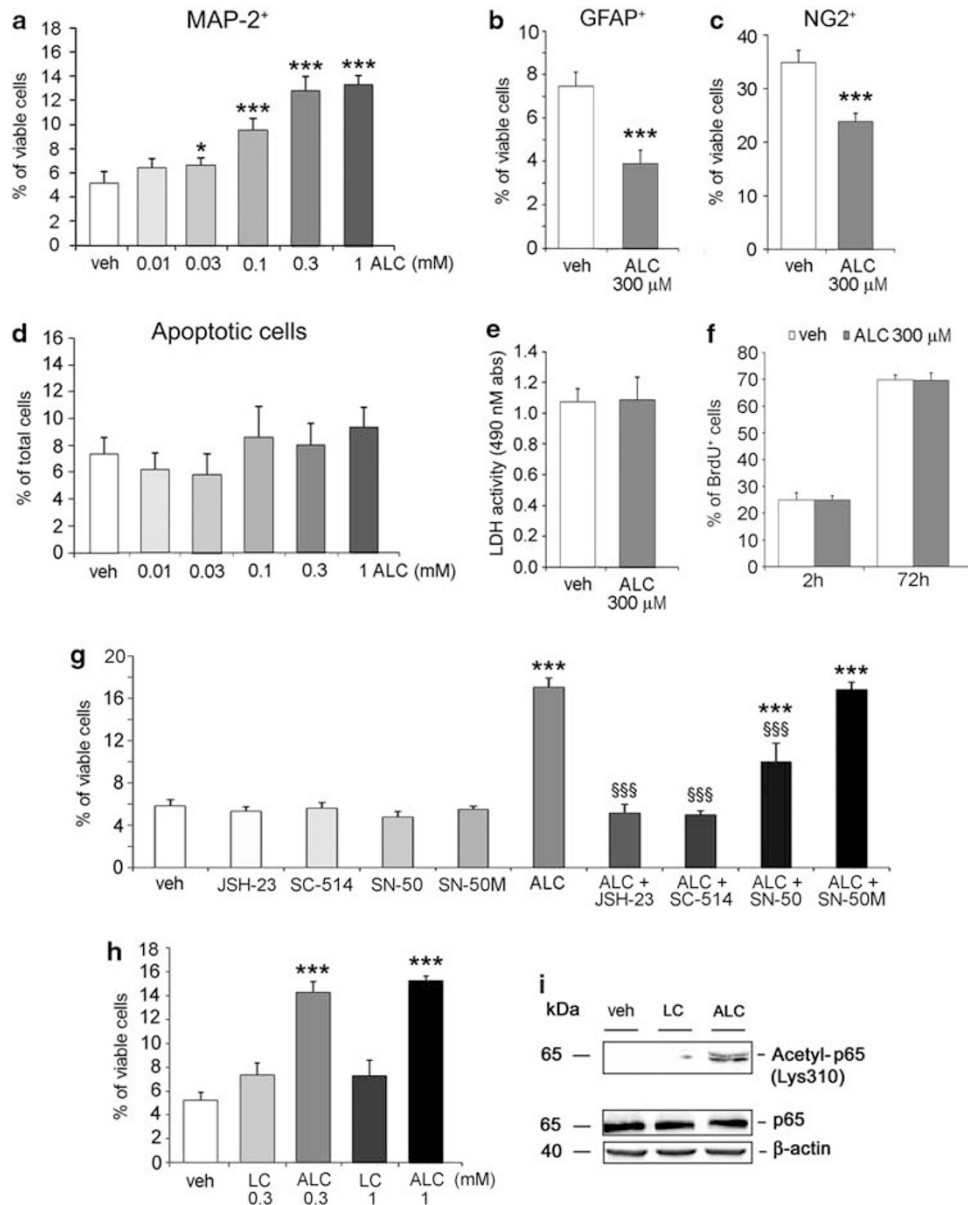 a MAP-2⁺
% of viable cells
16
14
12
10
8
6
4
2
0
*
***
***
***
veh 0.01 0.03 0.1 0.3 1 ALC (mM)
b GFAP⁺
% of viable cells
10
8
6
4
2
0
***
veh ALC
300 µM
c NG2⁺
% of viable cells
40
30
20
10
0
***
veh ALC
300 µM
d Apoptotic cells
% of total cells
16
14
12
10
8
6
4
2
0
veh 0.01 0.03 0.1 0.3 1 ALC (mM)
e
LDH activity (490 nM abs)
1.4
1.2
1.0
0.8
0.6
0.4
0.2
0.0
veh ALC
300 µM
f veh ALC 300 µM
% of BrdU⁺ cells
80
70
60
50
40
30
20
10
0
2h 72h
g
% of viable cells
20
16
12
8
4
0
***
§§§
§§§
***
§§§
***
veh JSH-23 SC-514 SN-50 SN-50M ALC ALC + ALC + ALC + ALC +
JSH-23 SC-514 SN-50 SN-50M
h
% of viable cells
18
16
14
12
10
8
6
4
2
0
***
***
veh LC ALC LC ALC (mM)
0.3 0.3 1 1
i
kDa veh LC ALC
65 Acetyl-p65
(Lys310)
65 p65
40 β-actin